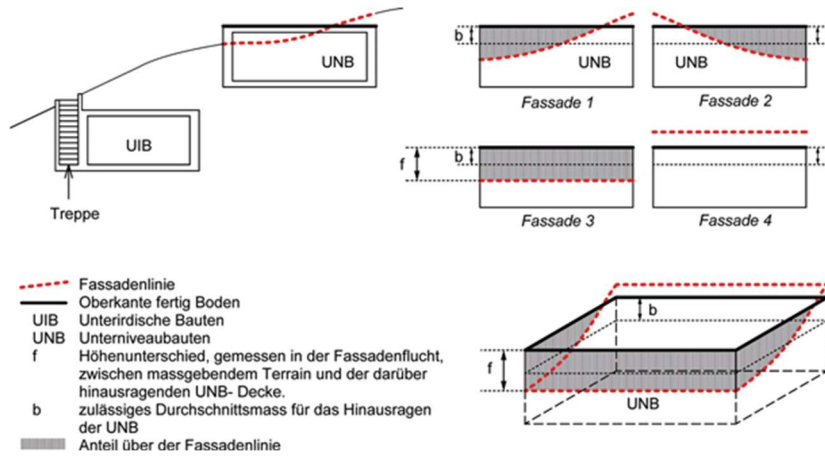 UNB
UIB
Treppe
b
UNB
Fassade 1
UNB
Fassade 2
f
b
Fassade 3
Fassade 4
Fassadenlinie
Oberkante fertig Boden
UIB Unterirdische Bauten
UNB Unterniveaubauten
f Höhenunterschied, gemessen in der Fassadenflucht,
zwischen massgebendem Terrain und der darüber
hinausragenden UNB- Decke.
b zulässiges Durchschnittsmass für das Hinausragen
der UNB
Anteil über der Fassadenlinie
b
f
UNB